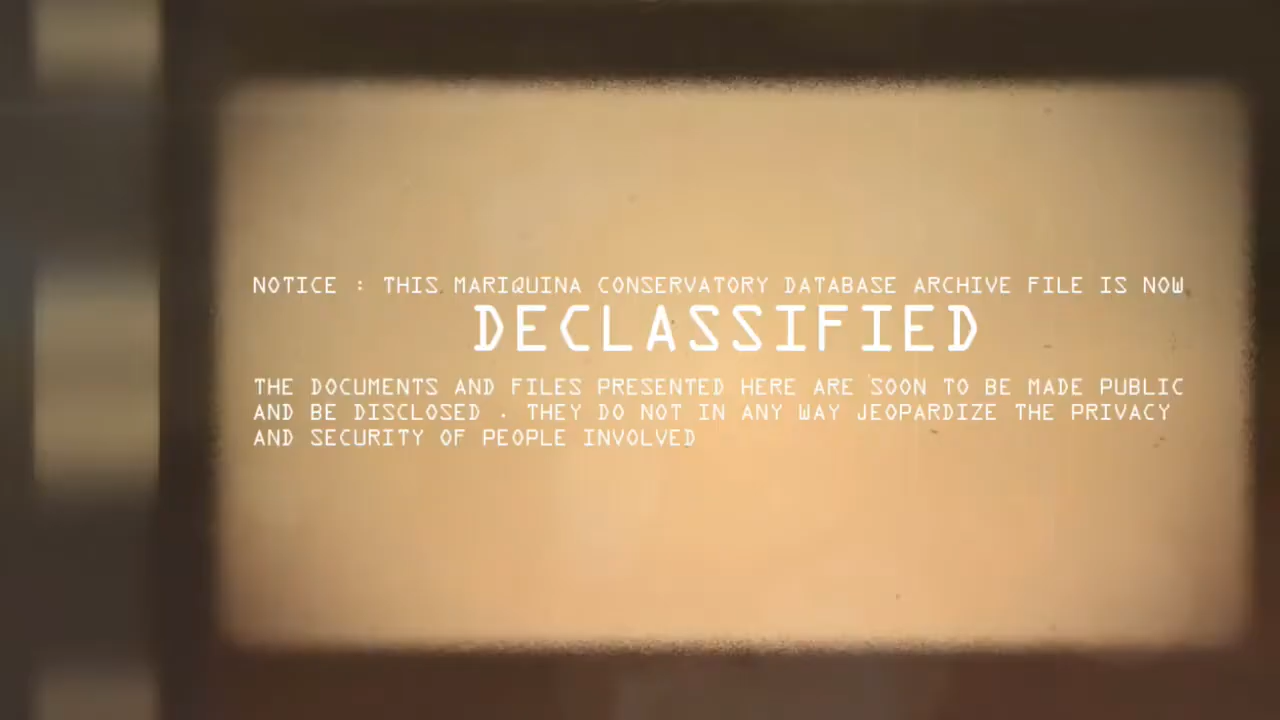 NOTICE : THIS MARIQUINA CONSERVATORY DATABASE ARCHIVE FILE IS NOW
DECLASSIFIED
THE DOCUMENTS AND FILES PRESENTED HERE ARE SOON TO BE MADE PUBLIC
AND BE DISCLOSED . THEY DO NOT IN ANY WAY JEOPARDIZE THE PRIVACY
AND SECURITY OF PEOPLE INVOLVED